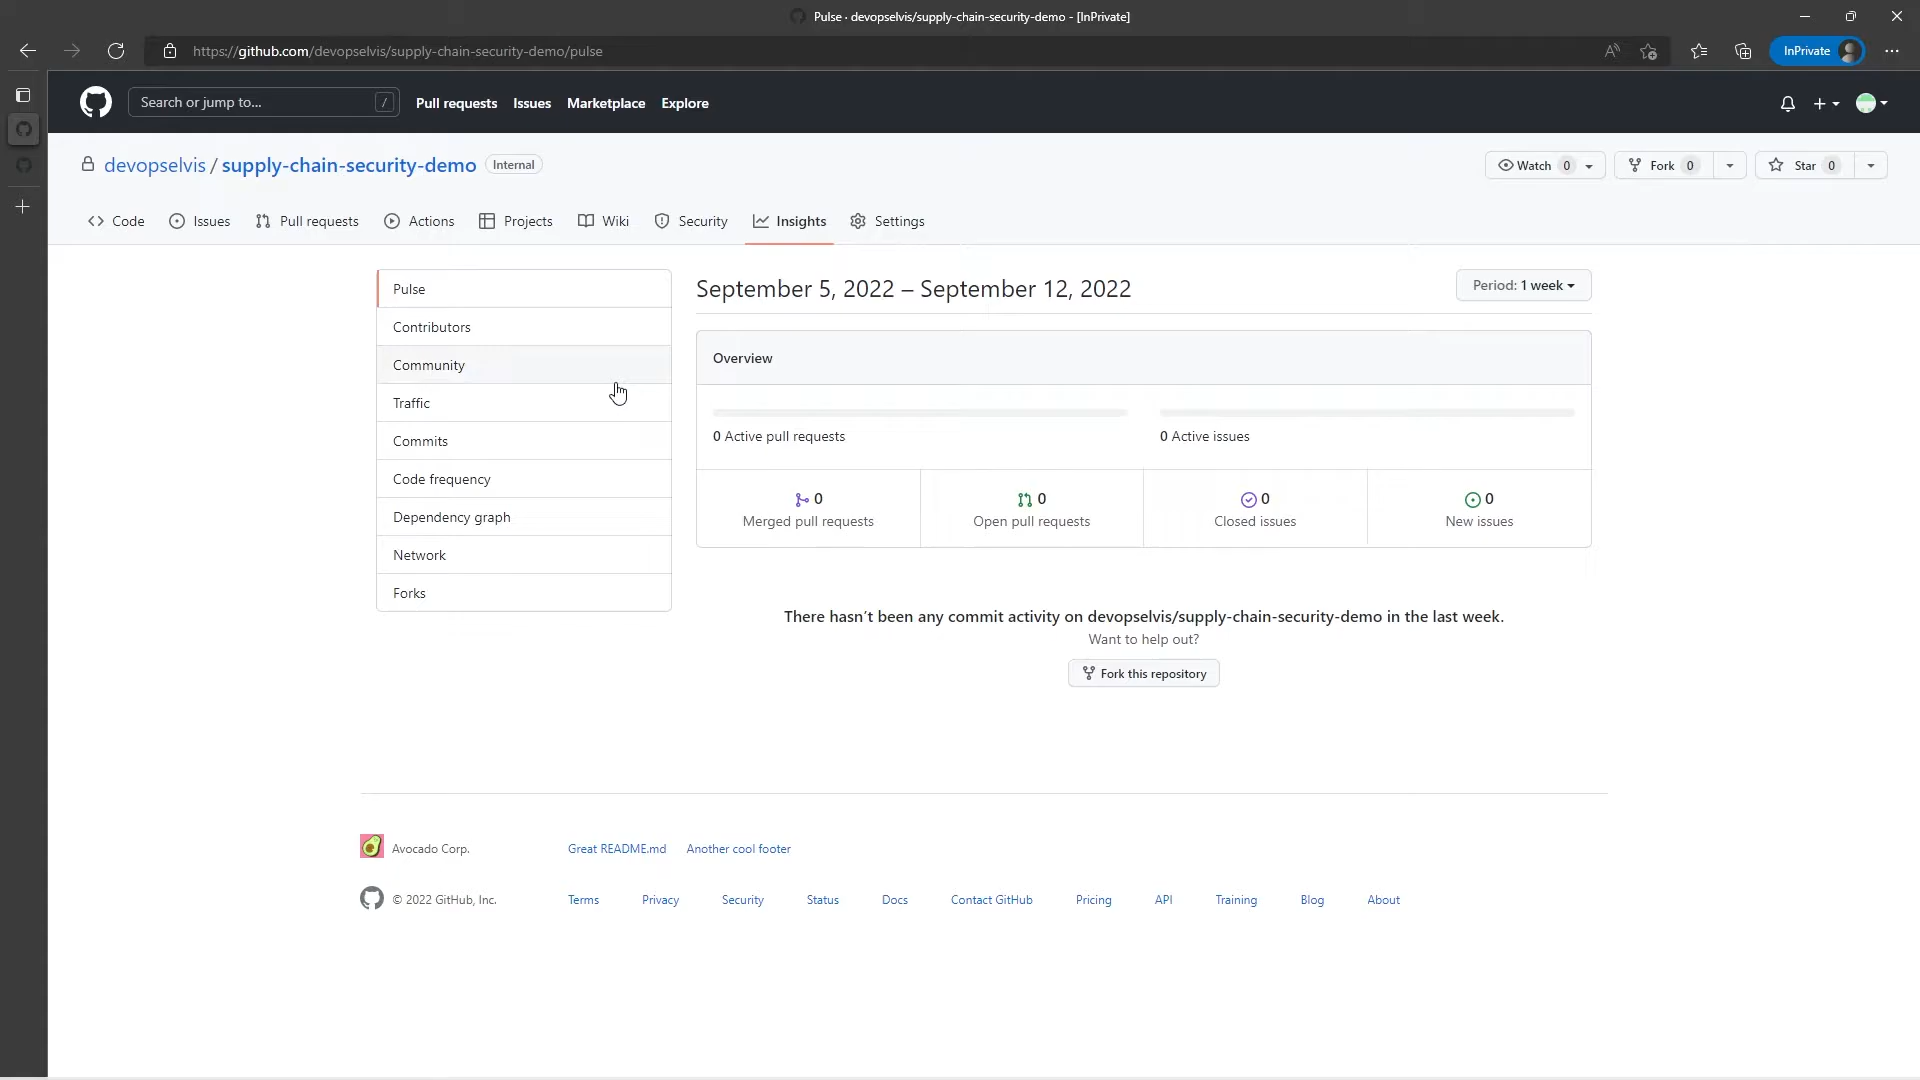 Pulse · devopselvis/supply-chain-security-demo - [InPrivate]
https://github.com/devopselvis/supply-chain-security-demo/pulse
InPrivate
Search or jump to... /
Pull requests Issues Marketplace Explore
devopselvis / supply-chain-security-demo Internal
Watch 0 Fork 0 Star 0
Code Issues Pull requests Actions Projects Wiki Security Insights Settings
Pulse
Contributors
Community
Traffic
Commits
Code frequency
Dependency graph
Network
Forks
September 5, 2022 – September 12, 2022
Period: 1 week
Overview
0 Active pull requests
0 Active issues
0
Merged pull requests
0
Open pull requests
0
Closed issues
0
New issues
There hasn’t been any commit activity on devopselvis/supply-chain-security-demo in the last week.
Want to help out?
Fork this repository
Avocado Corp. Great README.md Another cool footer
© 2022 GitHub, Inc. Terms Privacy Security Status Docs Contact GitHub Pricing API Training Blog About